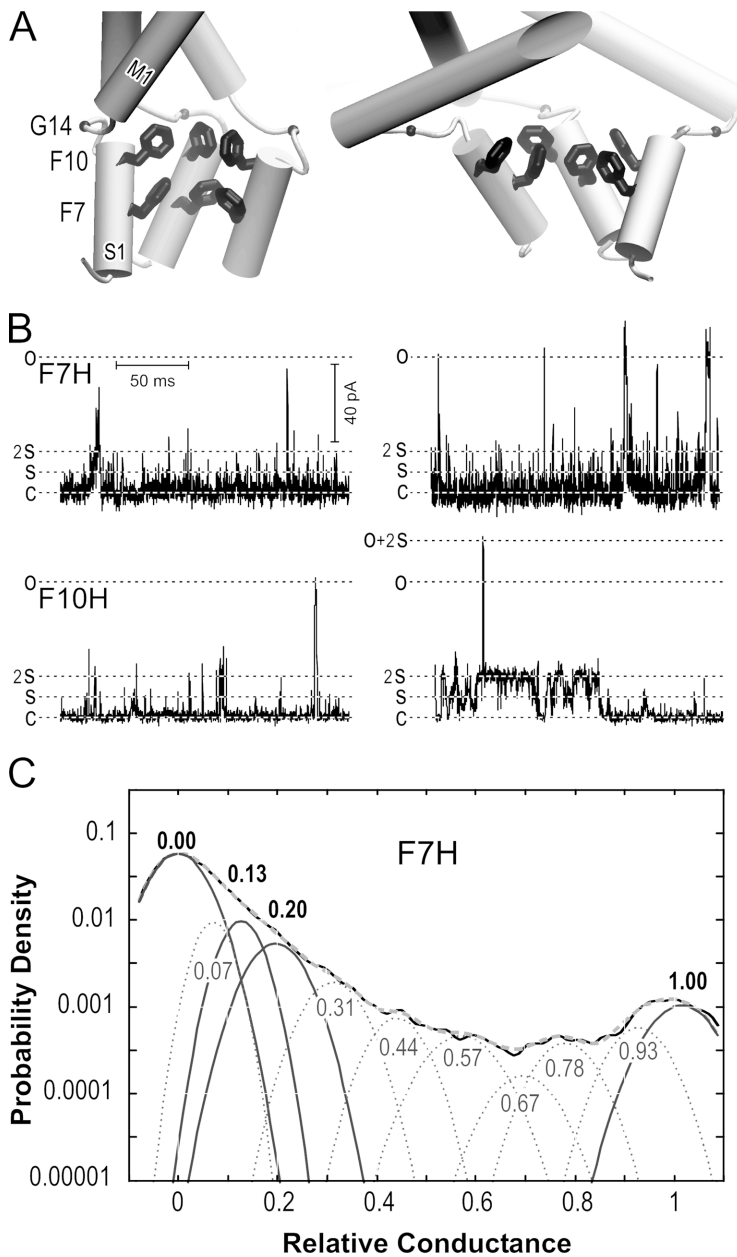 A
M1
G14
F10
F7
S1
B
O
F7H
50 ms
40 pA
2S
S
C
O
2S
S
C
O
F10H
2S
S
C
O+2S
O
2S
S
C
C
Probability Density
0.1
0.01
0.001
0.0001
0.00001
F7H
0.00
0.13
0.20
1.00
0.07
0.31
0.44
0.57
0.67
0.78
0.93
0
0.2
0.4
0.6
0.8
1
Relative Conductance